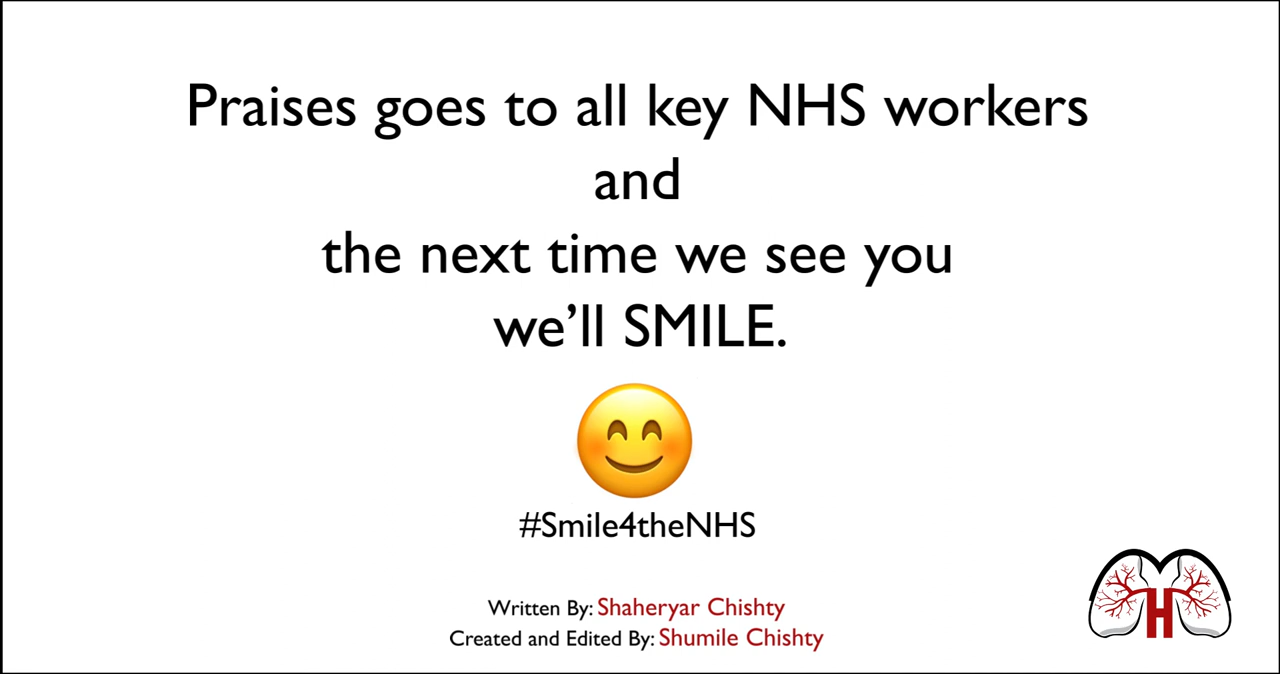 Praises goes to all key NHS workers
and
the next time we see you
we’ll SMILE.
#Smile4theNHS
Written By: Shaheryar Chishty
Created and Edited By: Shumile Chishty
H